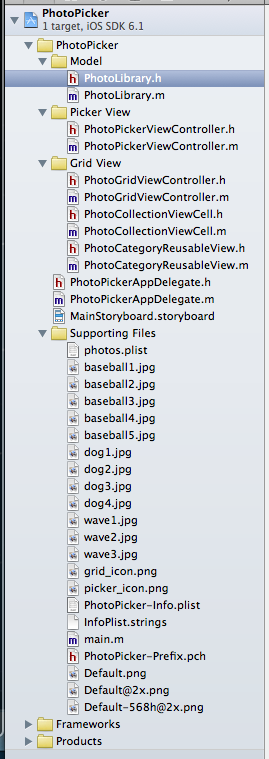 PhotoPicker
1 target, iOS SDK 6.1
PhotoPicker
Model
h PhotoLibrary.h
m PhotoLibrary.m
Picker View
h PhotoPickerViewController.h
m PhotoPickerViewController.m
Grid View
h PhotoGridViewController.h
m PhotoGridViewController.m
h PhotoCollectionViewCell.h
m PhotoCollectionViewCell.m
h PhotoCategoryReusableView.h
m PhotoCategoryReusableView.m
h PhotoPickerAppDelegate.h
m PhotoPickerAppDelegate.m
MainStoryboard.storyboard
Supporting Files
photos.plist
baseball1.jpg
baseball2.jpg
baseball3.jpg
baseball4.jpg
baseball5.jpg
dog1.jpg
dog2.jpg
dog3.jpg
dog4.jpg
wave1.jpg
wave2.jpg
wave3.jpg
grid_icon.png
picker_icon.png
PhotoPicker-Info.plist
InfoPlist.strings
m main.m
h PhotoPicker-Prefix.pch
Default.png
Default@2x.png
Default-568h@2x.png
Frameworks
Products